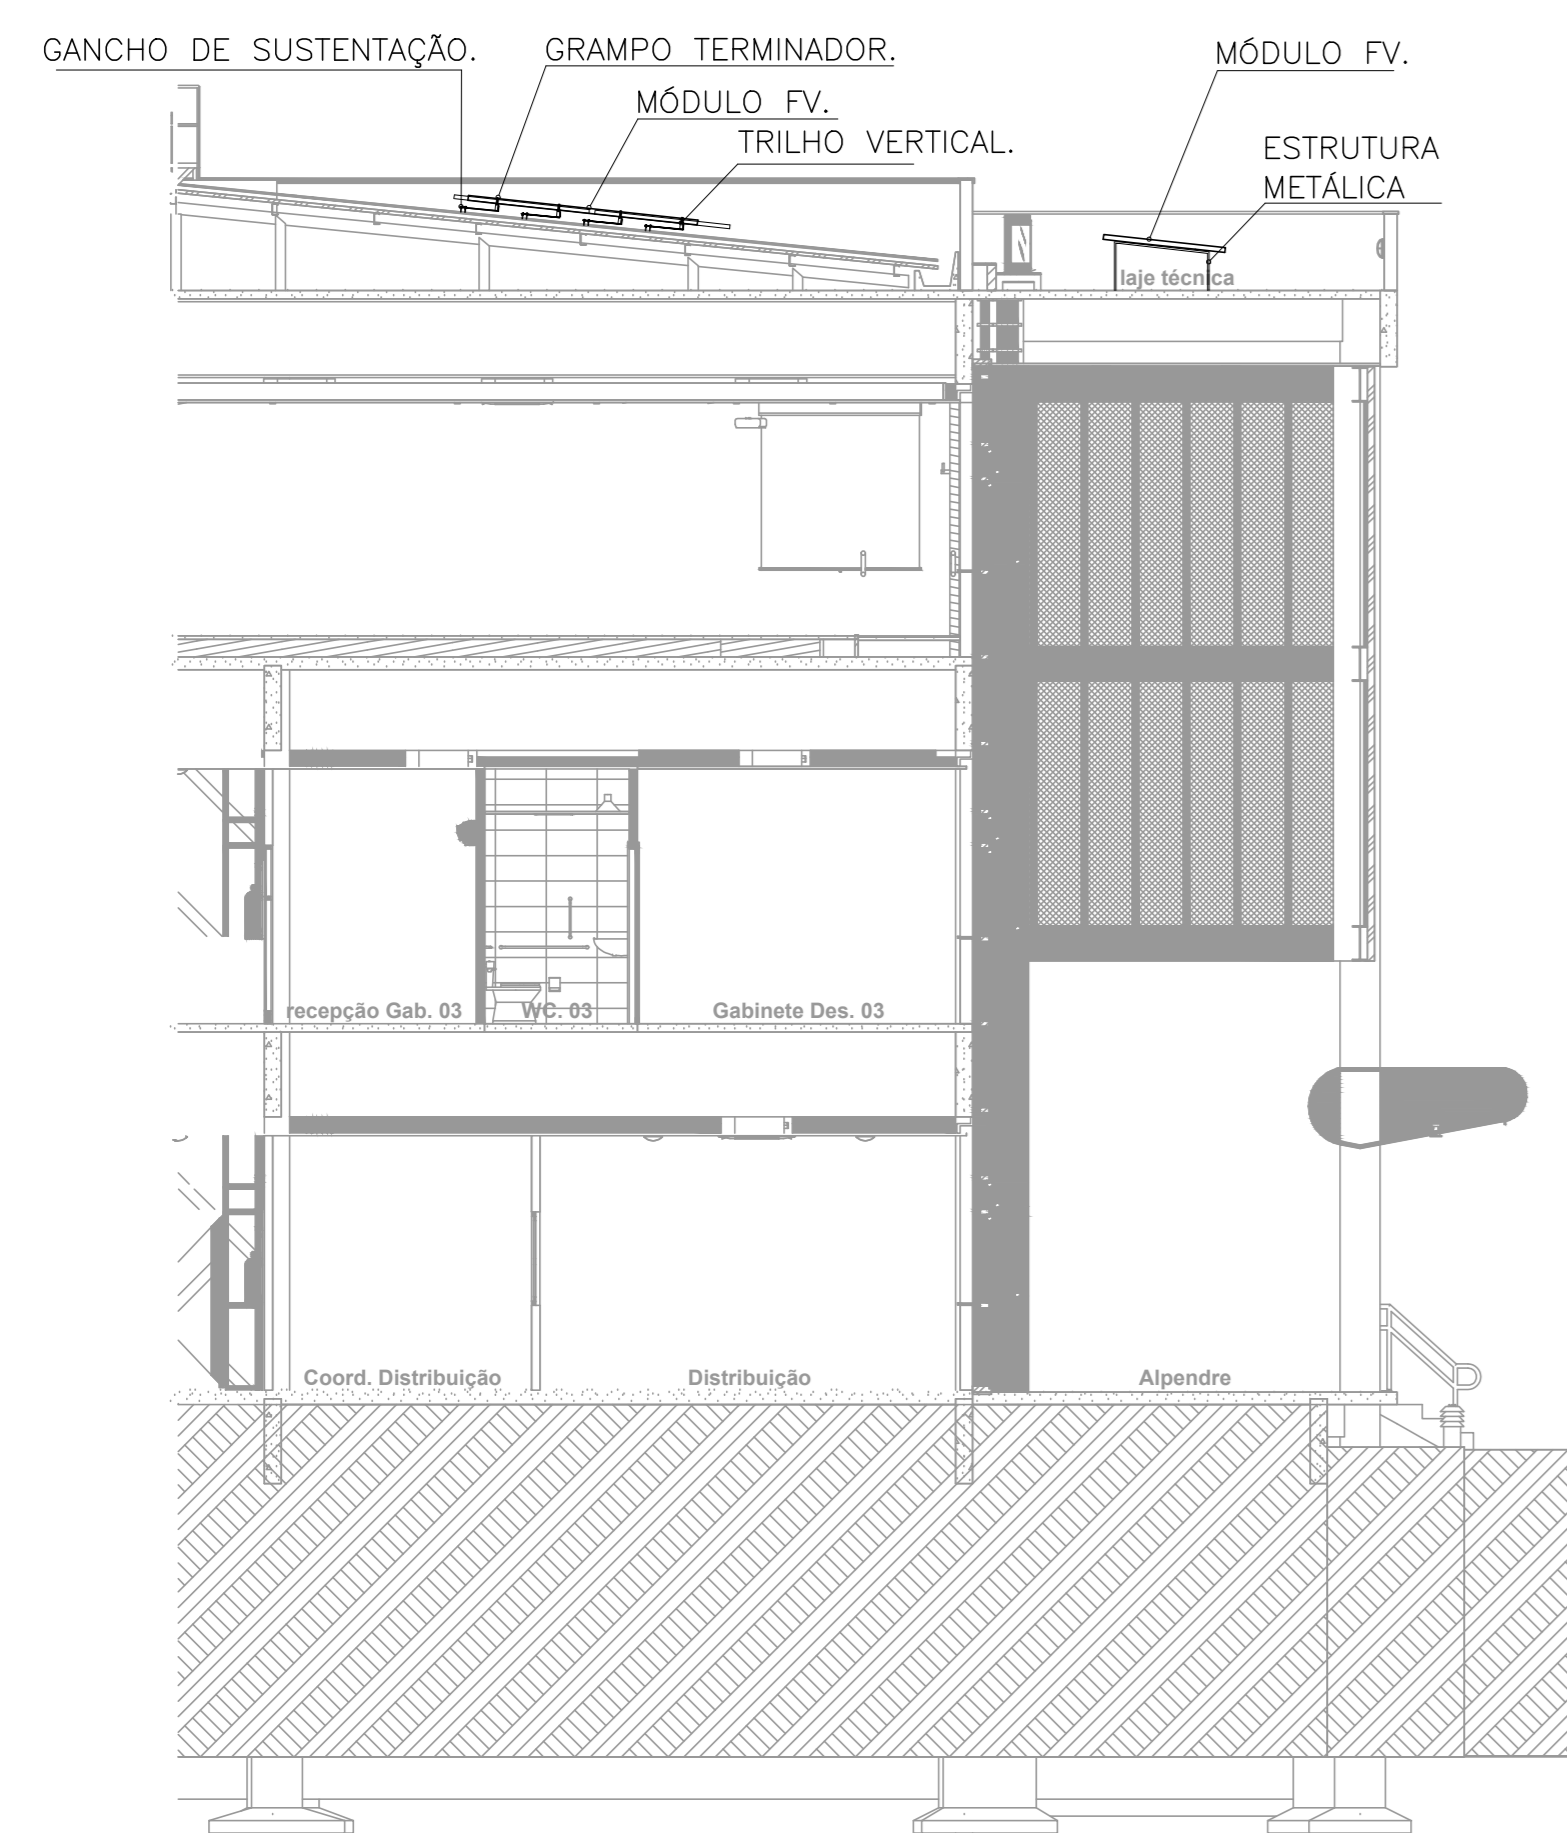 GANCHO DE SUSTENTAÇÃO.
GRAMPO TERMINADOR.
MÓDULO FV.
MÓDULO FV.
TRILHO VERTICAL.
ESTRUTURA
METÁLICA
laje técnica
recepção Gab. 03
WC. 03
Gabinete Des. 03
Coord. Distribuição
Distribuição
Alpendre